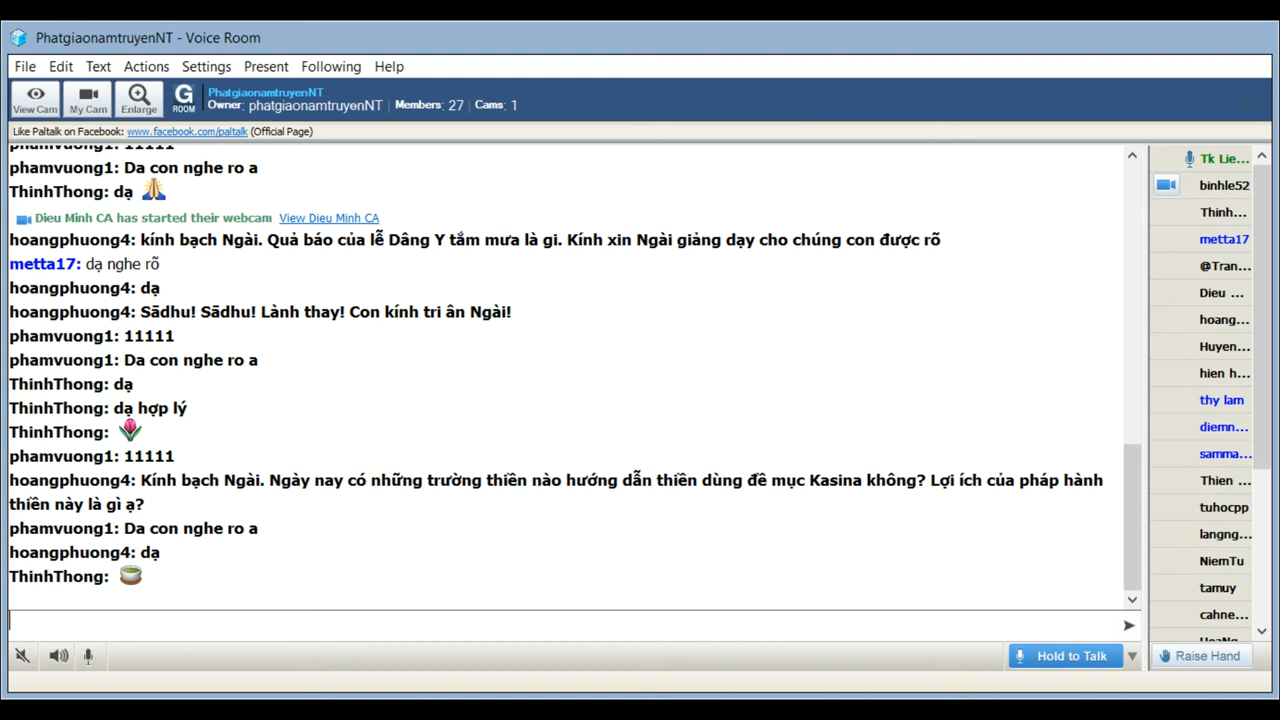 PhatgiaonamtruyenNT - Voice Room
File Edit Text Actions Settings Present Following Help
View Cam My Cam Enlarge G ROOM PhatgiaonamtruyenNT
Owner: phatgiaonamtruyenNT Members: 27 Cams: 1
Like Paltalk on Facebook: www.facebook.com/paltalk (Official Page)
phamvuong1: 11111
phamvuong1: Da con nghe ro a
ThinhThong: dạ
Dieu Minh CA has started their webcam View Dieu Minh CA
hoangphuong4: kính bạch Ngài. Quả báo của lễ Dâng Y tắm mưa là gì. Kính xin Ngài giảng dạy cho chúng con được rõ
metta17: dạ nghe rõ
hoangphuong4: dạ
hoangphuong4: Sādhu! Sādhu! Lành thay! Con kính tri ân Ngài!
phamvuong1: 11111
phamvuong1: Da con nghe ro a
ThinhThong: dạ
ThinhThong: dạ hợp lý
ThinhThong:
phamvuong1: 11111
hoangphuong4: Kính bạch Ngài. Ngày nay có những trường thiền nào hướng dẫn thiền dùng đề mục Kasina không? Lợi ích của pháp hành
thiền này là gì ạ?
phamvuong1: Da con nghe ro a
hoangphuong4: dạ
ThinhThong:
Hold to Talk
Tk Lie...
binhle52
Thinh...
metta17
@Tran...
Dieu ...
hoang...
Huyen...
hien h...
thy lam
diemn...
samma...
Thien ...
tuhocpp
langng...
NiemTu
tamuy
cahne...
Raise Hand